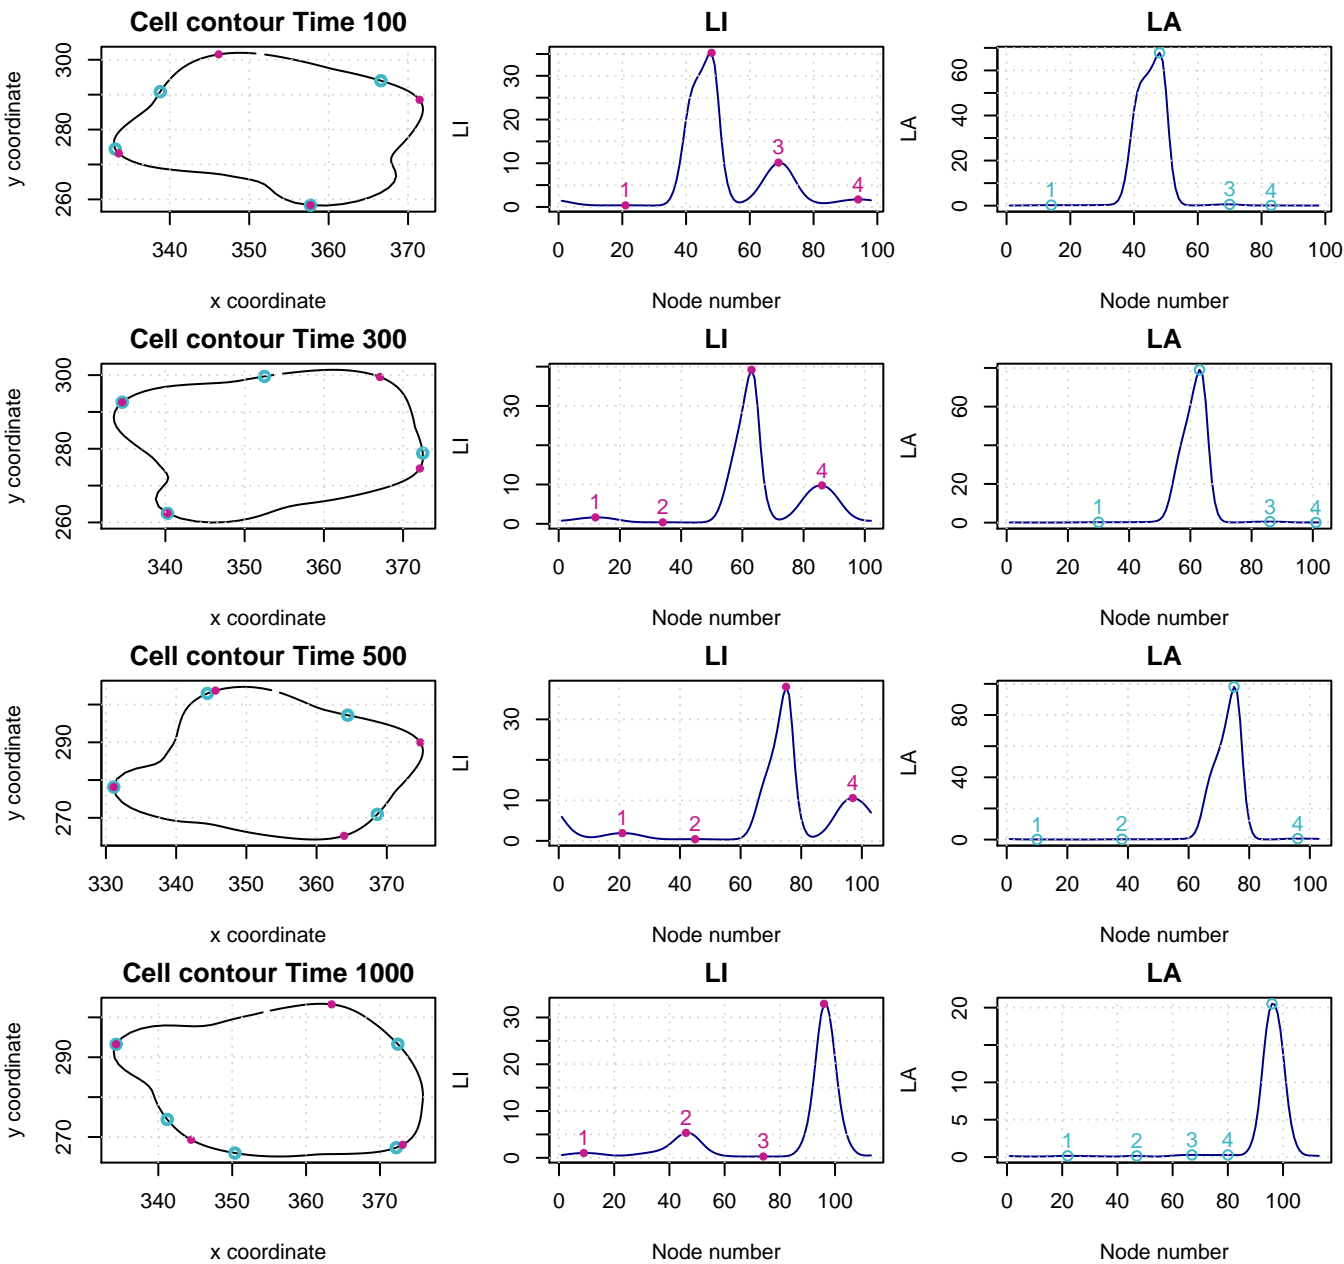 Cell contour Time 100
LI
LA
y coordinate
260 280 300
340 350 360 370
x coordinate
LI
0 10 20 30
1 3 4
0 20 40 60 80 100
Node number
LA
0 20 40 60
1 3 4
0 20 40 60 80 100
Node number
Cell contour Time 300
LI
LA
y coordinate
260 280 300
340 350 360 370
x coordinate
LI
0 10 30
1 2 4
0 20 40 60 80 100
Node number
LA
0 20 60
1 3 4
0 20 40 60 80 100
Node number
Cell contour Time 500
LI
LA
y coordinate
270 290
330 340 350 360 370
x coordinate
LI
0 10 30
1 2 4
0 20 40 60 80 100
Node number
LA
0 40 80
1 2 4
0 20 40 60 80 100
Node number
Cell contour Time 1000
LI
LA
y coordinate
270 290
340 350 360 370
x coordinate
LI
0 10 20 30
1 2 3
0 20 40 60 80 100
Node number
LA
0 5 10 20
1 2 3 4
0 20 40 60 80 100
Node number